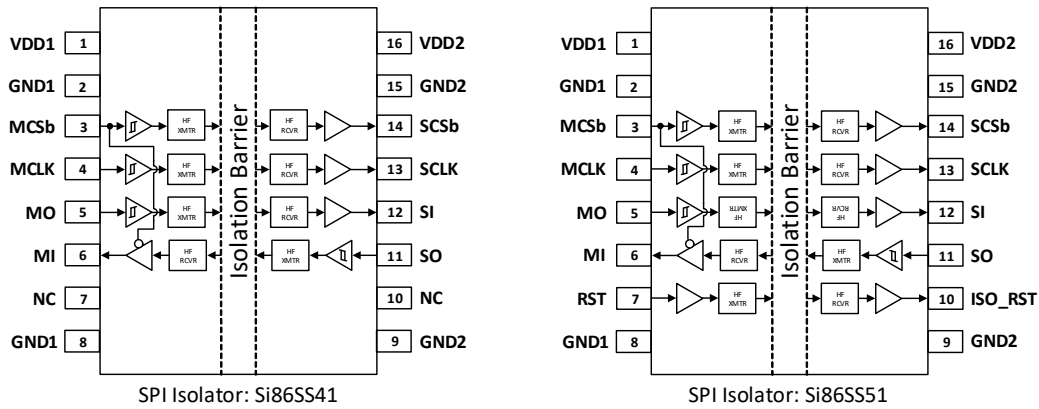 VDD1 1 16 VDD2
GND1 2 15 GND2
MCSb 3 HF XMTR HF RCVR 14 SCSb
MCLK 4 HF XMTR HF RCVR 13 SCLK
MO 5 HF XMTR HF RCVR 12 SI
MI 6 HF RCVR HF XMTR 11 SO
NC 7 10 NC
GND1 8 9 GND2
Isolation Barrier
SPI Isolator: Si86SS41
VDD1 1 16 VDD2
GND1 2 15 GND2
MCSb 3 HF XMTR HF RCVR 14 SCSb
MCLK 4 HF XMTR HF RCVR 13 SCLK
MO 5 HF XMTR HF RCVR 12 SI
MI 6 HF RCVR HF XMTR 11 SO
RST 7 HF XMTR HF RCVR 10 ISO_RST
GND1 8 9 GND2
Isolation Barrier
SPI Isolator: Si86SS51